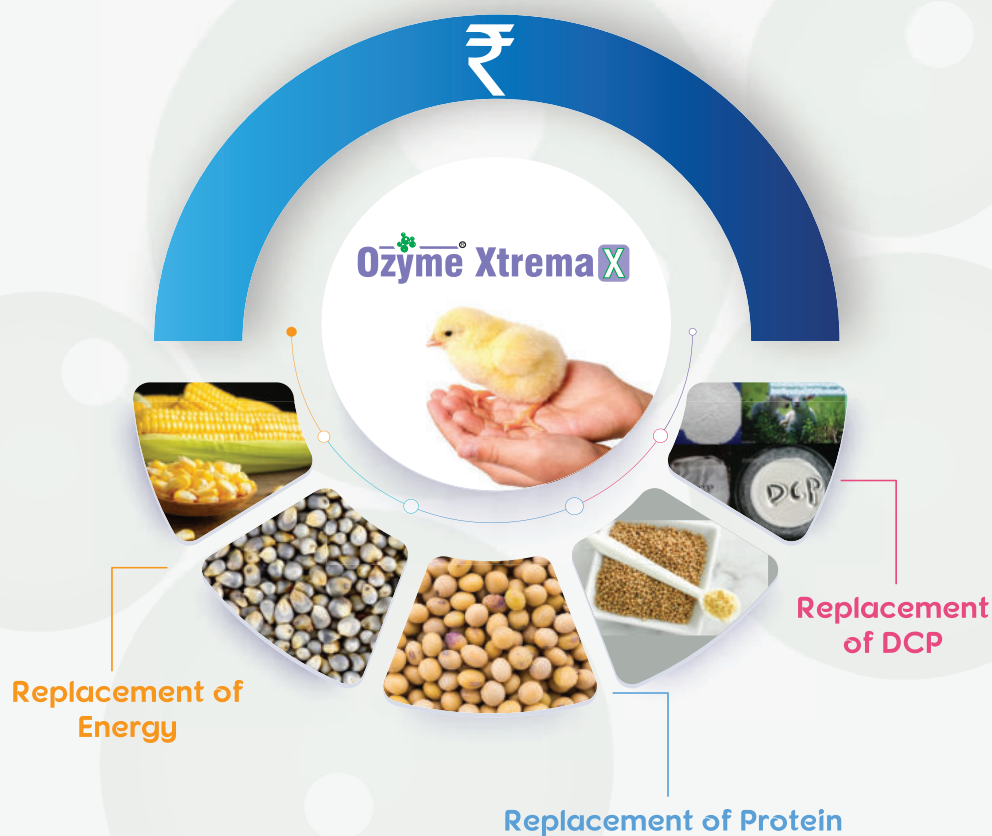 ₹
Ozyme® Xtrema X
DCP
Replacement
of DCP
Replacement of
Energy
Replacement of Protein